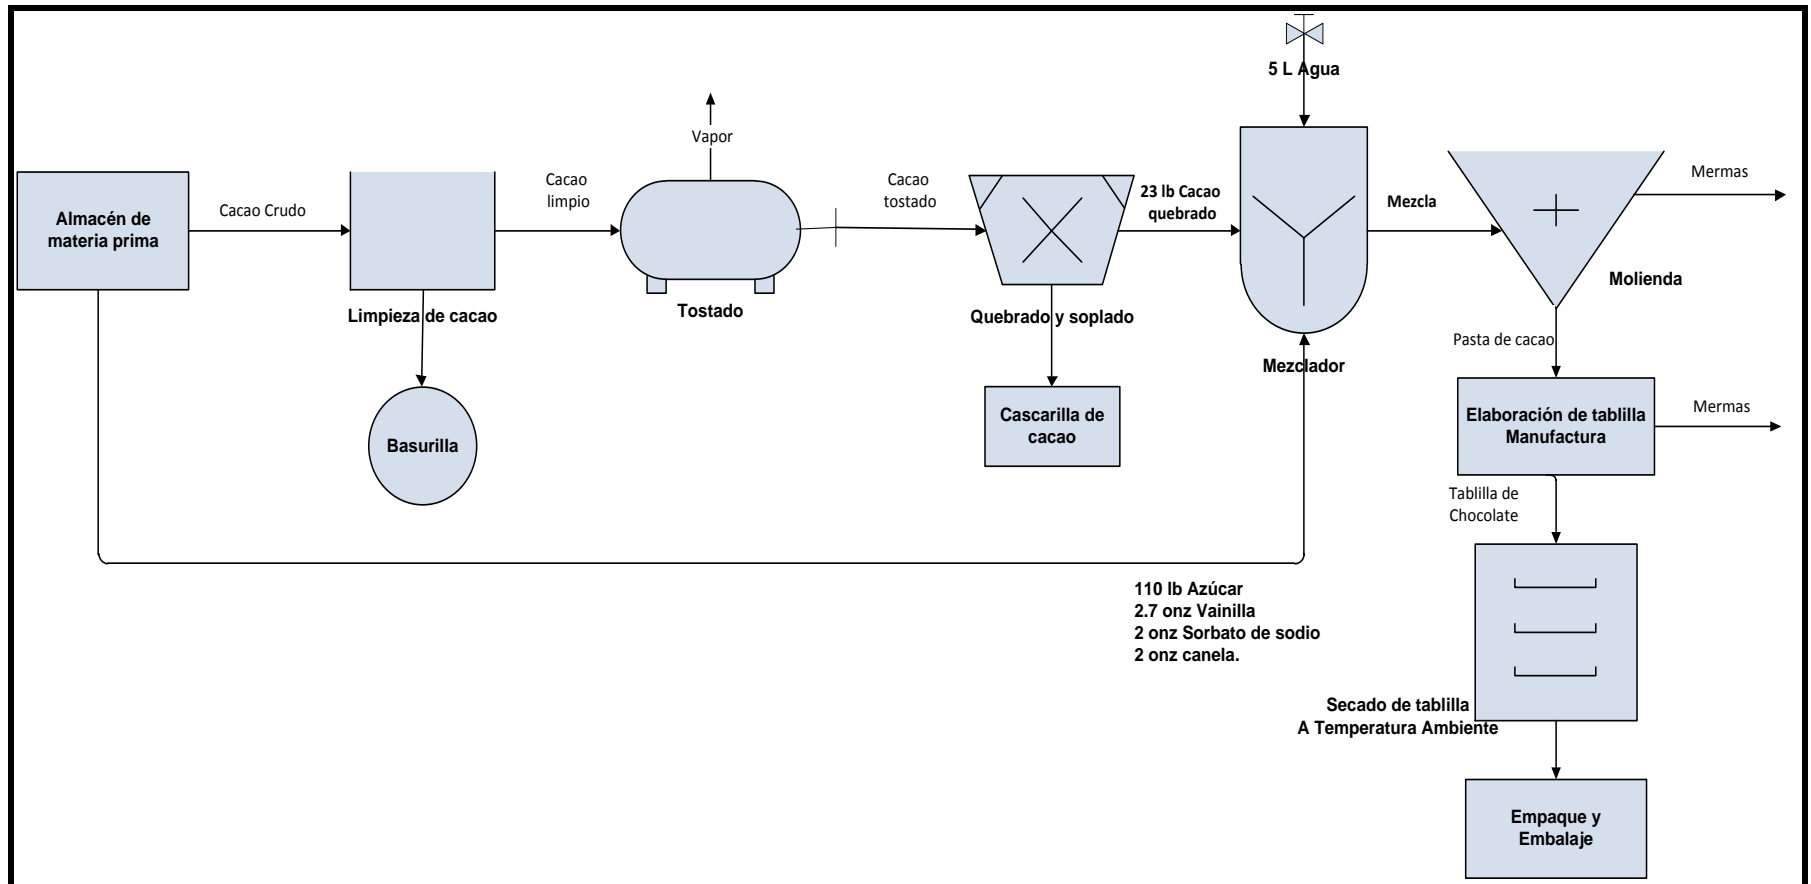 5 L Agua
Vapor
Almacén de
materia prima
Cacao Crudo
Cacao
limpio
Cacao
tostado
23 lb Cacao
quebrado
Mezcla
Mermas
Limpieza de cacao
Tostado
Quebrado y soplado
Mezclador
Molienda
Pasta de cacao
Basurilla
Cascarilla de
cacao
Elaboración de tablilla
Manufactura
Mermas
Tablilla de
Chocolate
110 lb Azúcar
2.7 onz Vainilla
2 onz Sorbato de sodio
2 onz canela.
Secado de tablilla
A Temperatura Ambiente
Empaque y
Embalaje